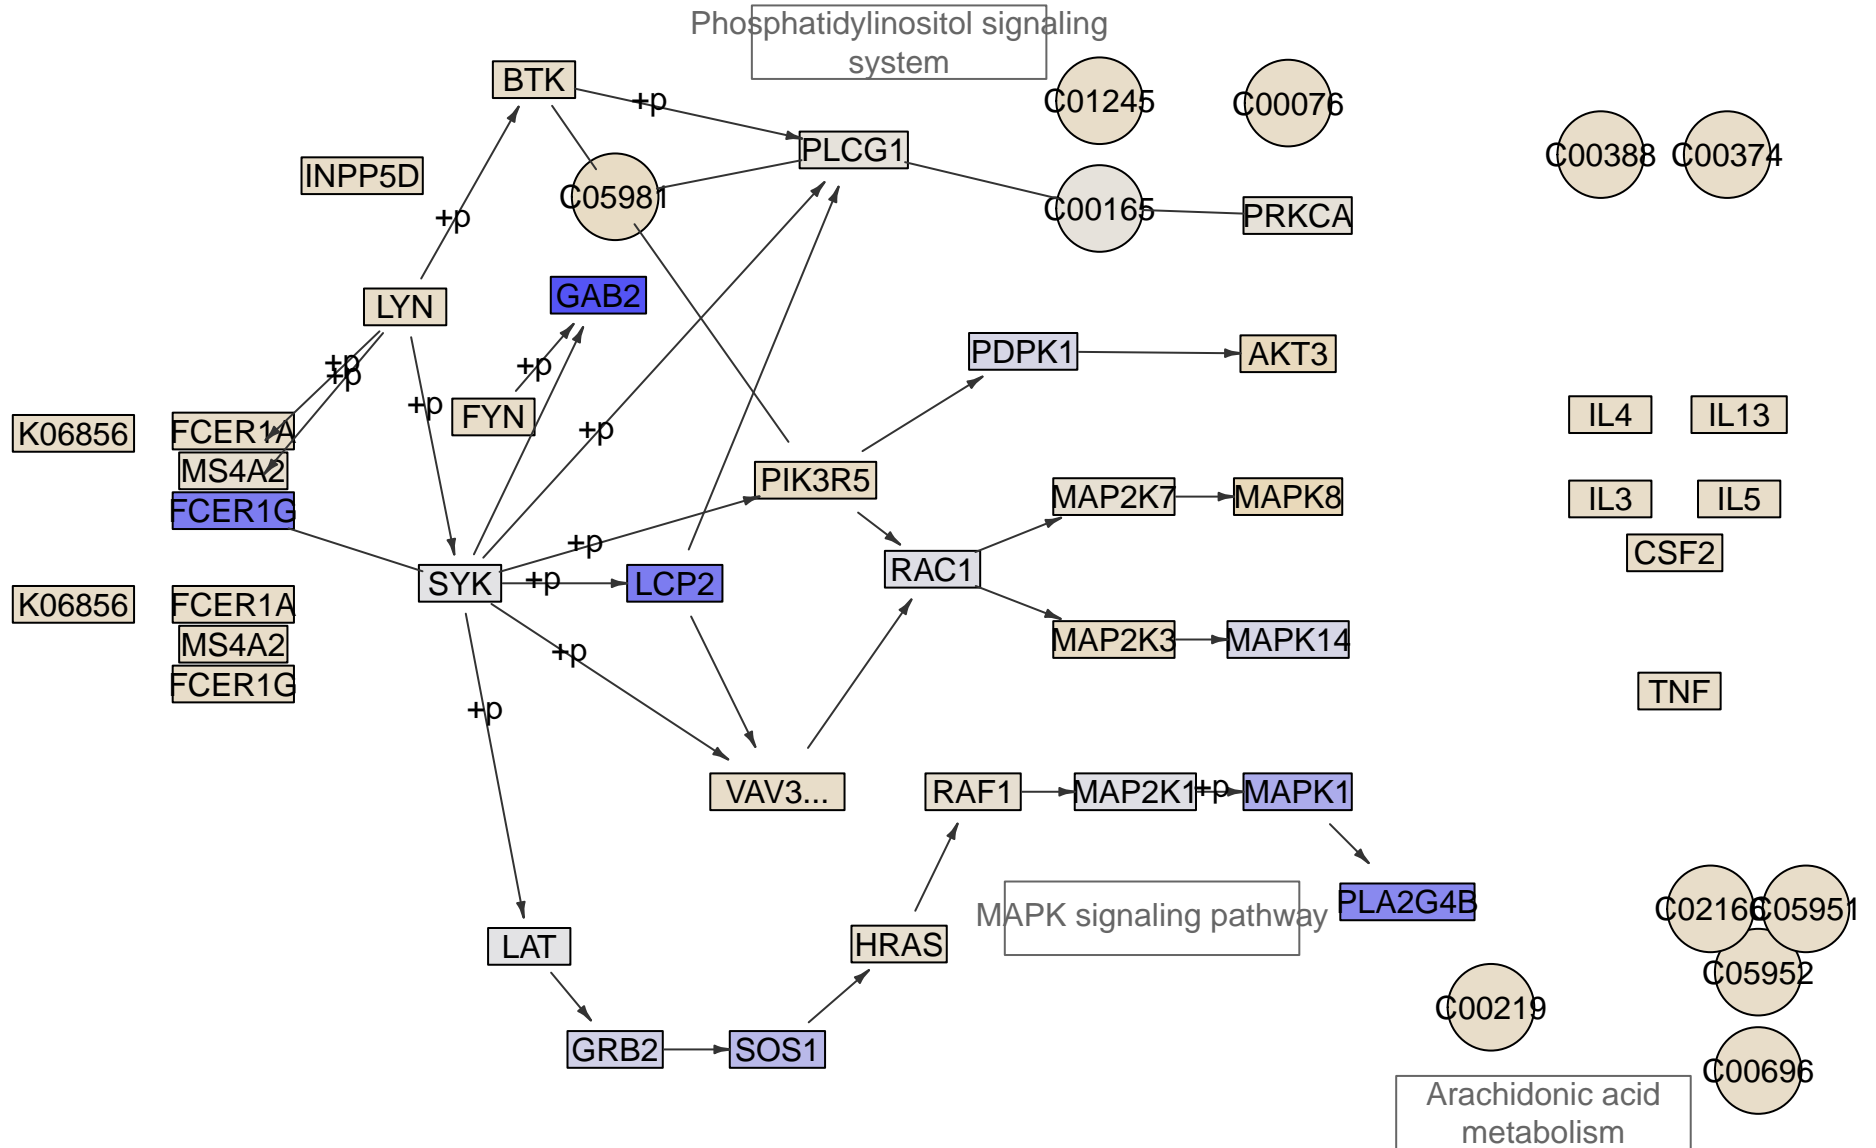 Phosphatidylinositol signaling
system
BTK
+p
C01245
C00076
PLCG1
C00388
C00374
INPP5D
C05981
C00165
PRKCA
+p
LYN
GAB2
PDPK1
AKT3
+p
+p
+p
+p
FYN
IL4
IL13
K06856
FCER1A
+p
MS4A2
PIK3R5
MAP2K7
MAPK8
IL3
IL5
FCER1G
+p
CSF2
RAC1
SYK
+p
LCP2
K06856
FCER1A
MS4A2
+p
MAP2K3
MAPK14
FCER1G
TNF
+p
VAV3...
RAF1
MAP2K1
+p
MAPK1
PLA2G4B
MAPK signaling pathway
C02166
C05951
LAT
HRAS
C05952
C00219
GRB2
SOS1
C00696
Arachidonic acid
metabolism